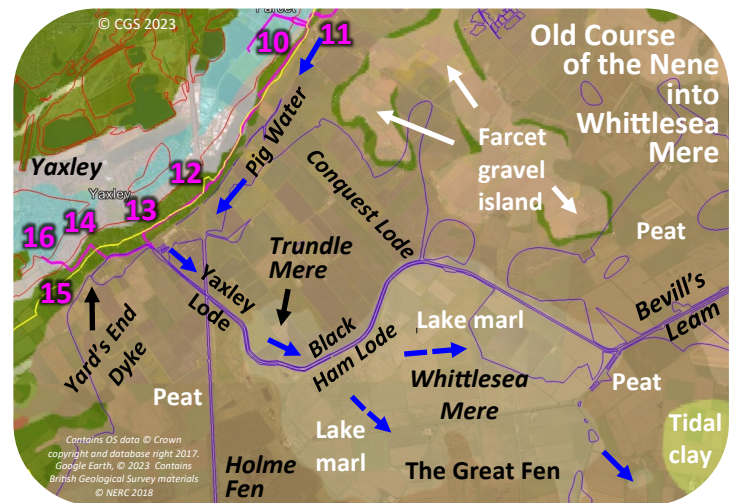 © CGS 2023
Farcet
10
11
Old Course
of the Nene
into
Whittlesea
Mere
Pig Water
Farcet
gravel
island
Yaxley
Yaxley
12
13
14
16
15
Conquest Lode
Trundle
Mere
Peat
Yaxley
Lode
Yard's End
Dyke
Black
Ham Lode
Lake marl
Bevill's
Leam
Whittlesea
Mere
Peat
Peat
Lake
marl
Tidal
clay
Holme
Fen
The Great Fen
Contains OS data © Crown
copyright and database right 2017.
Google Earth, © 2023 Contains
British Geological Survey materials
© NERC 2018